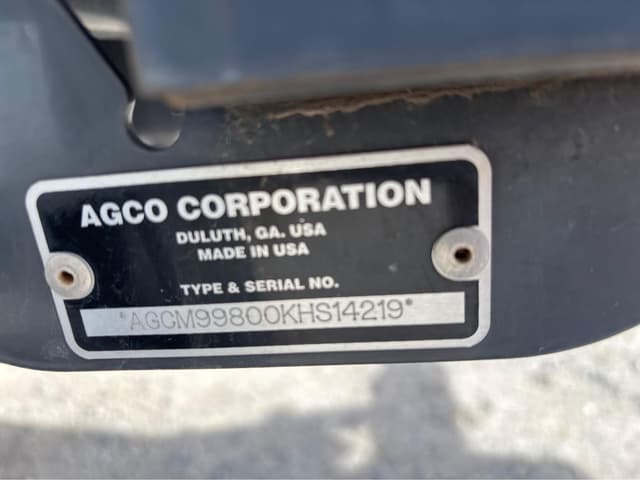 AGCO CORPORATION
DULUTH, GA. USA
MADE IN USA
TYPE & SERIAL NO.
*AGCM99800KHS14219*